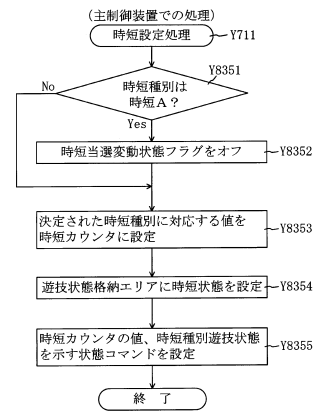 （主制御装置での処理）
時短設定処理
Y711
Y8351
No
時短種別は
時短A？
Yes
時短当選変動状態フラグをオフ
Y8352
決定された時短種別に対応する値を
時短カウンタに設定
Y8353
遊技状態格納エリアに時短状態を設定
Y8354
時短カウンタの値、時短種別遊技状態
を示す状態コマンドを設定
Y8355
終　了